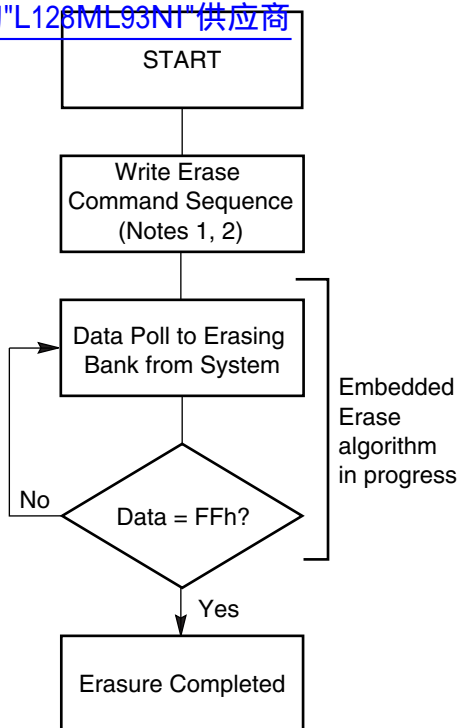 "L128ML93NI"供应商
START
Write Erase
Command Sequence
(Notes 1, 2)
Data Poll to Erasing
Bank from System
Embedded
Erase
algorithm
in progress
No
Data = FFh?
Yes
Erasure Completed